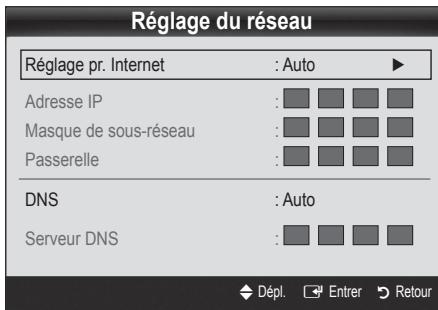 Réglage du réseau
Réglage pr. Internet : Auto ▶
Adresse IP :
Masque de sous-réseau :
Passerelle :
DNS : Auto
Serveur DNS :
Dépl. Entrer Retour